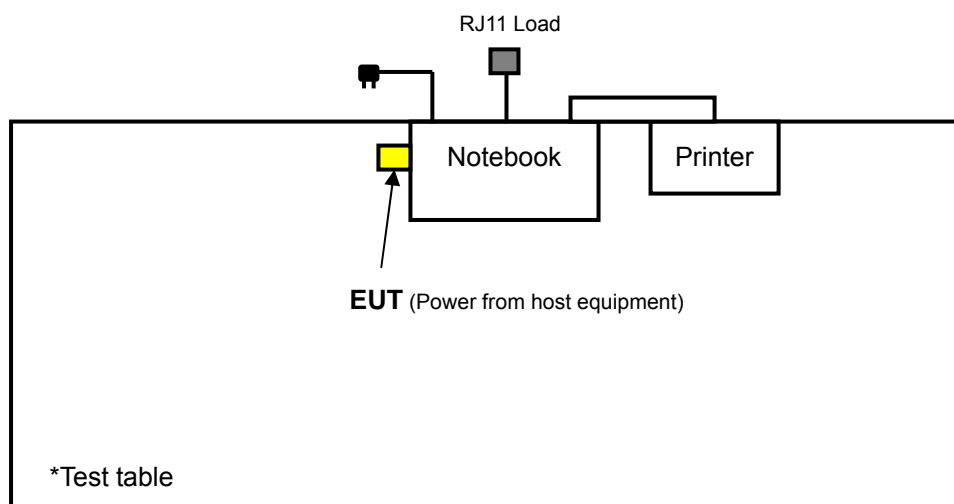 RJ11 Load
Notebook
Printer
EUT (Power from host equipment)
*Test table